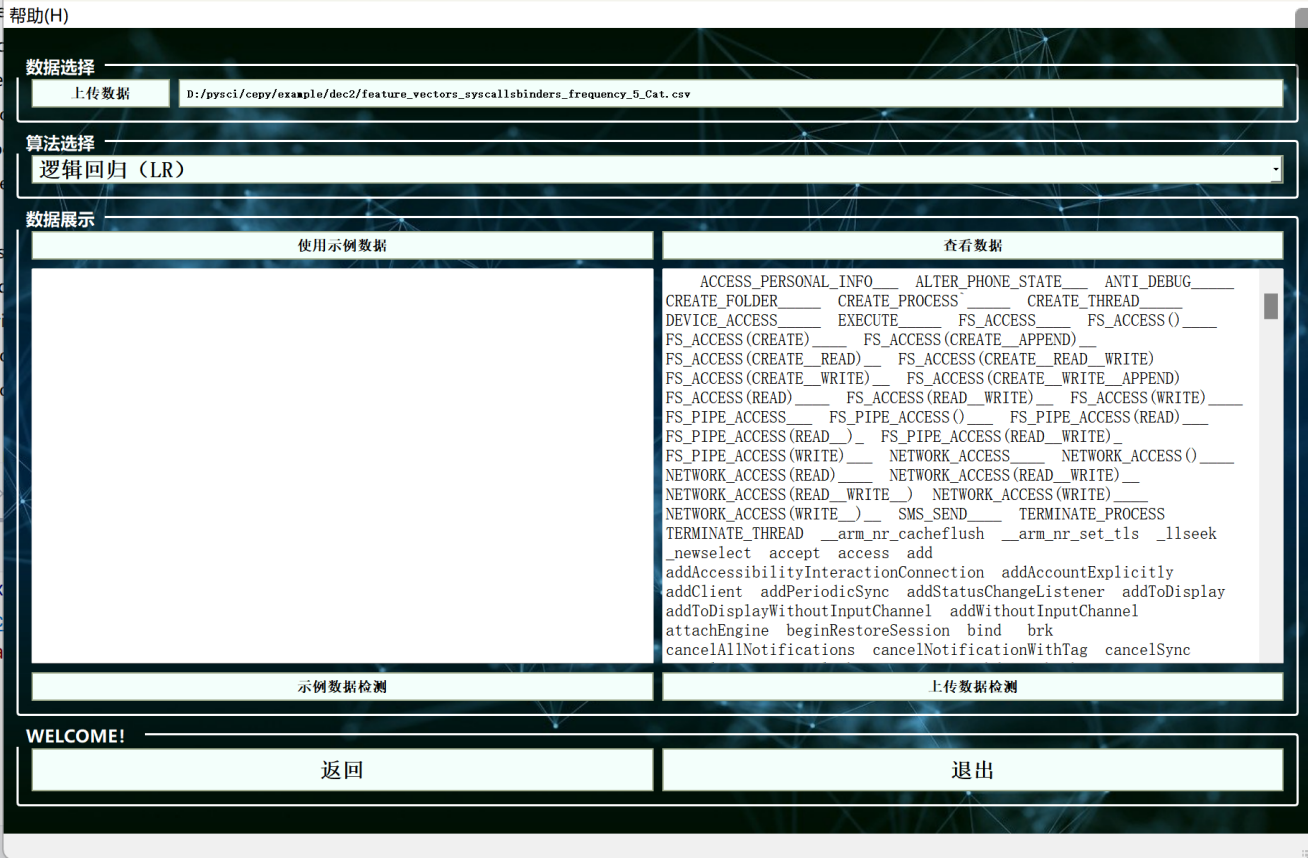 帮助(H)
数据选择
上传数据 D:/pysci/cepy/example/dec2/feature_vectors_syscallsbinders_frequency_5_Cat.csv
算法选择
逻辑回归（LR）
数据展示
使用示例数据 查看数据
ACCESS_PERSONAL_INFO___ ALTER_PHONE_STATE___ ANTI_DEBUG_____
CREATE_FOLDER_____ CREATE_PROCESS`_____ CREATE_THREAD_____
DEVICE_ACCESS_____ EXECUTE_____ FS_ACCESS____ FS_ACCESS()____
FS_ACCESS(CREATE)____ FS_ACCESS(CREATE__APPEND)__
FS_ACCESS(CREATE__READ)__ FS_ACCESS(CREATE__READ__WRITE)
FS_ACCESS(CREATE__WRITE)__ FS_ACCESS(CREATE__WRITE__APPEND)
FS_ACCESS(READ)____ FS_ACCESS(READ__WRITE)__ FS_ACCESS(WRITE)____
FS_PIPE_ACCESS___ FS_PIPE_ACCESS()___ FS_PIPE_ACCESS(READ)___
FS_PIPE_ACCESS(READ__)_ FS_PIPE_ACCESS(READ__WRITE)_
FS_PIPE_ACCESS(WRITE)___ NETWORK_ACCESS____ NETWORK_ACCESS()____
NETWORK_ACCESS(READ)____ NETWORK_ACCESS(READ__WRITE)__
NETWORK_ACCESS(READ__WRITE__) NETWORK_ACCESS(WRITE)____
NETWORK_ACCESS(WRITE__)__ SMS_SEND____ TERMINATE_PROCESS
TERMINATE_THREAD __arm_nr_cacheflush __arm_nr_set_tls _llseek
_newselect accept access add
addAccessibilityInteractionConnection addAccountExplicitly
addClient addPeriodicSync addStatusChangeListener addToDisplay
addToDisplayWithoutInputChannel addWithoutInputChannel
attachEngine beginRestoreSession bind brk
cancelAllNotifications cancelNotificationWithTag cancelSync
示例数据检测 上传数据检测
WELCOME!
返回 退出